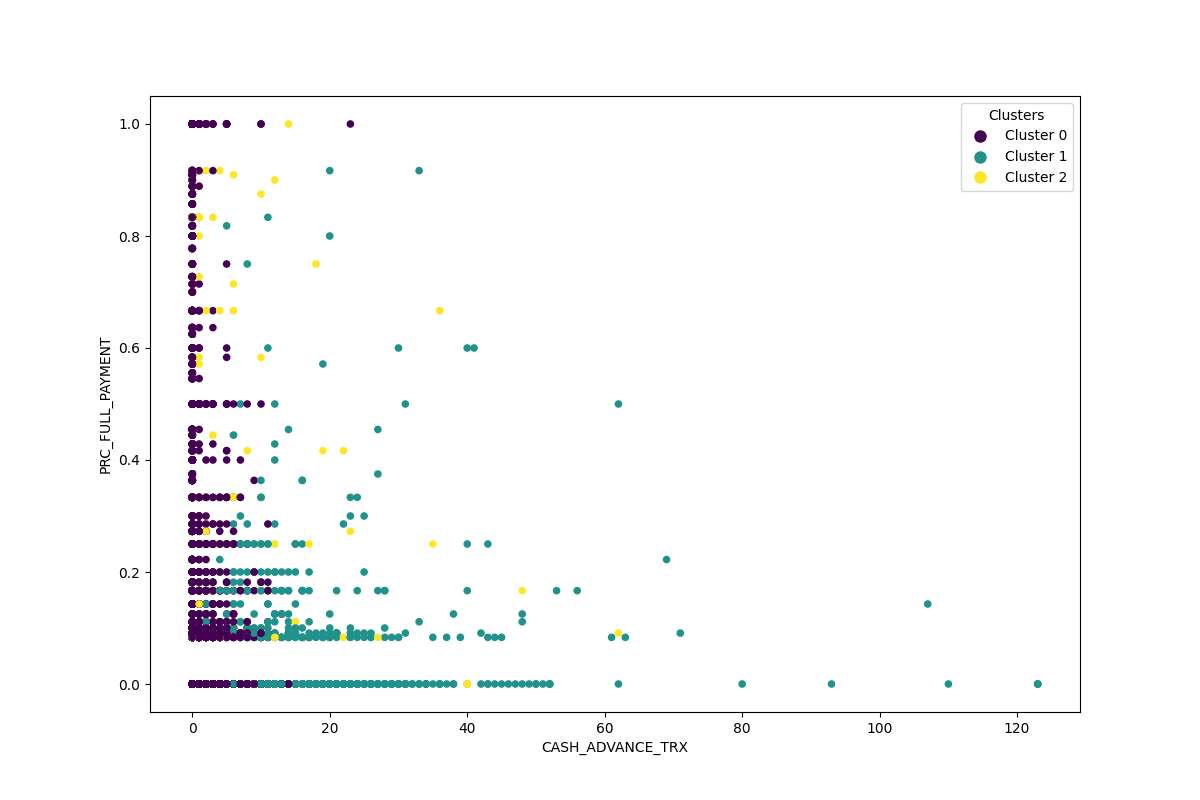 Clusters
Cluster 0
Cluster 1
Cluster 2
1.0
0.8
0.6
0.4
0.2
0.0
PRC_FULL_PAYMENT
0 20 40 60 80 100 120
CASH_ADVANCE_TRX